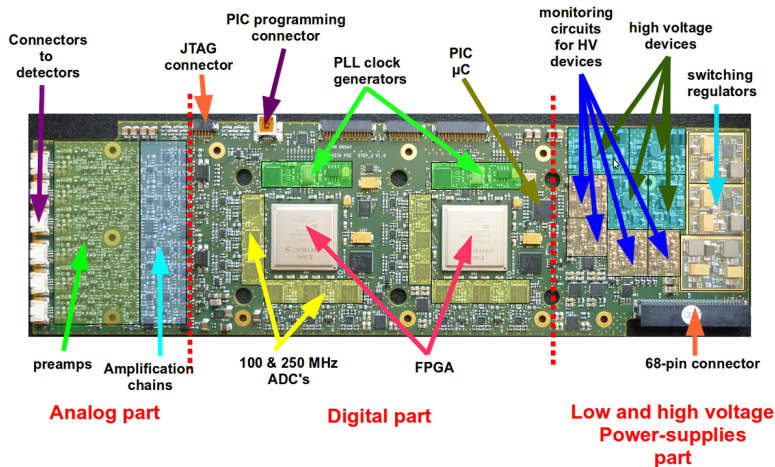 Connectors
to
detectors
JTAG
connector
PIC programming
connector
PLL clock
generators
PIC
µC
monitoring
circuits
for HV
devices
high voltage
devices
switching
regulators
preamps
Amplification
chains
100 & 250 MHz
ADC's
FPGA
68-pin connector
Analog part
Digital part
Low and high voltage
Power-supplies
part